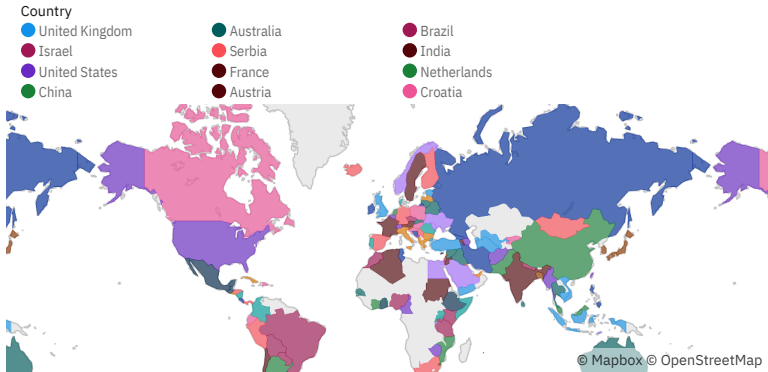 Country
United Kingdom
Australia
Brazil
Israel
Serbia
India
United States
France
Netherlands
China
Austria
Croatia
© Mapbox © OpenStreetMap